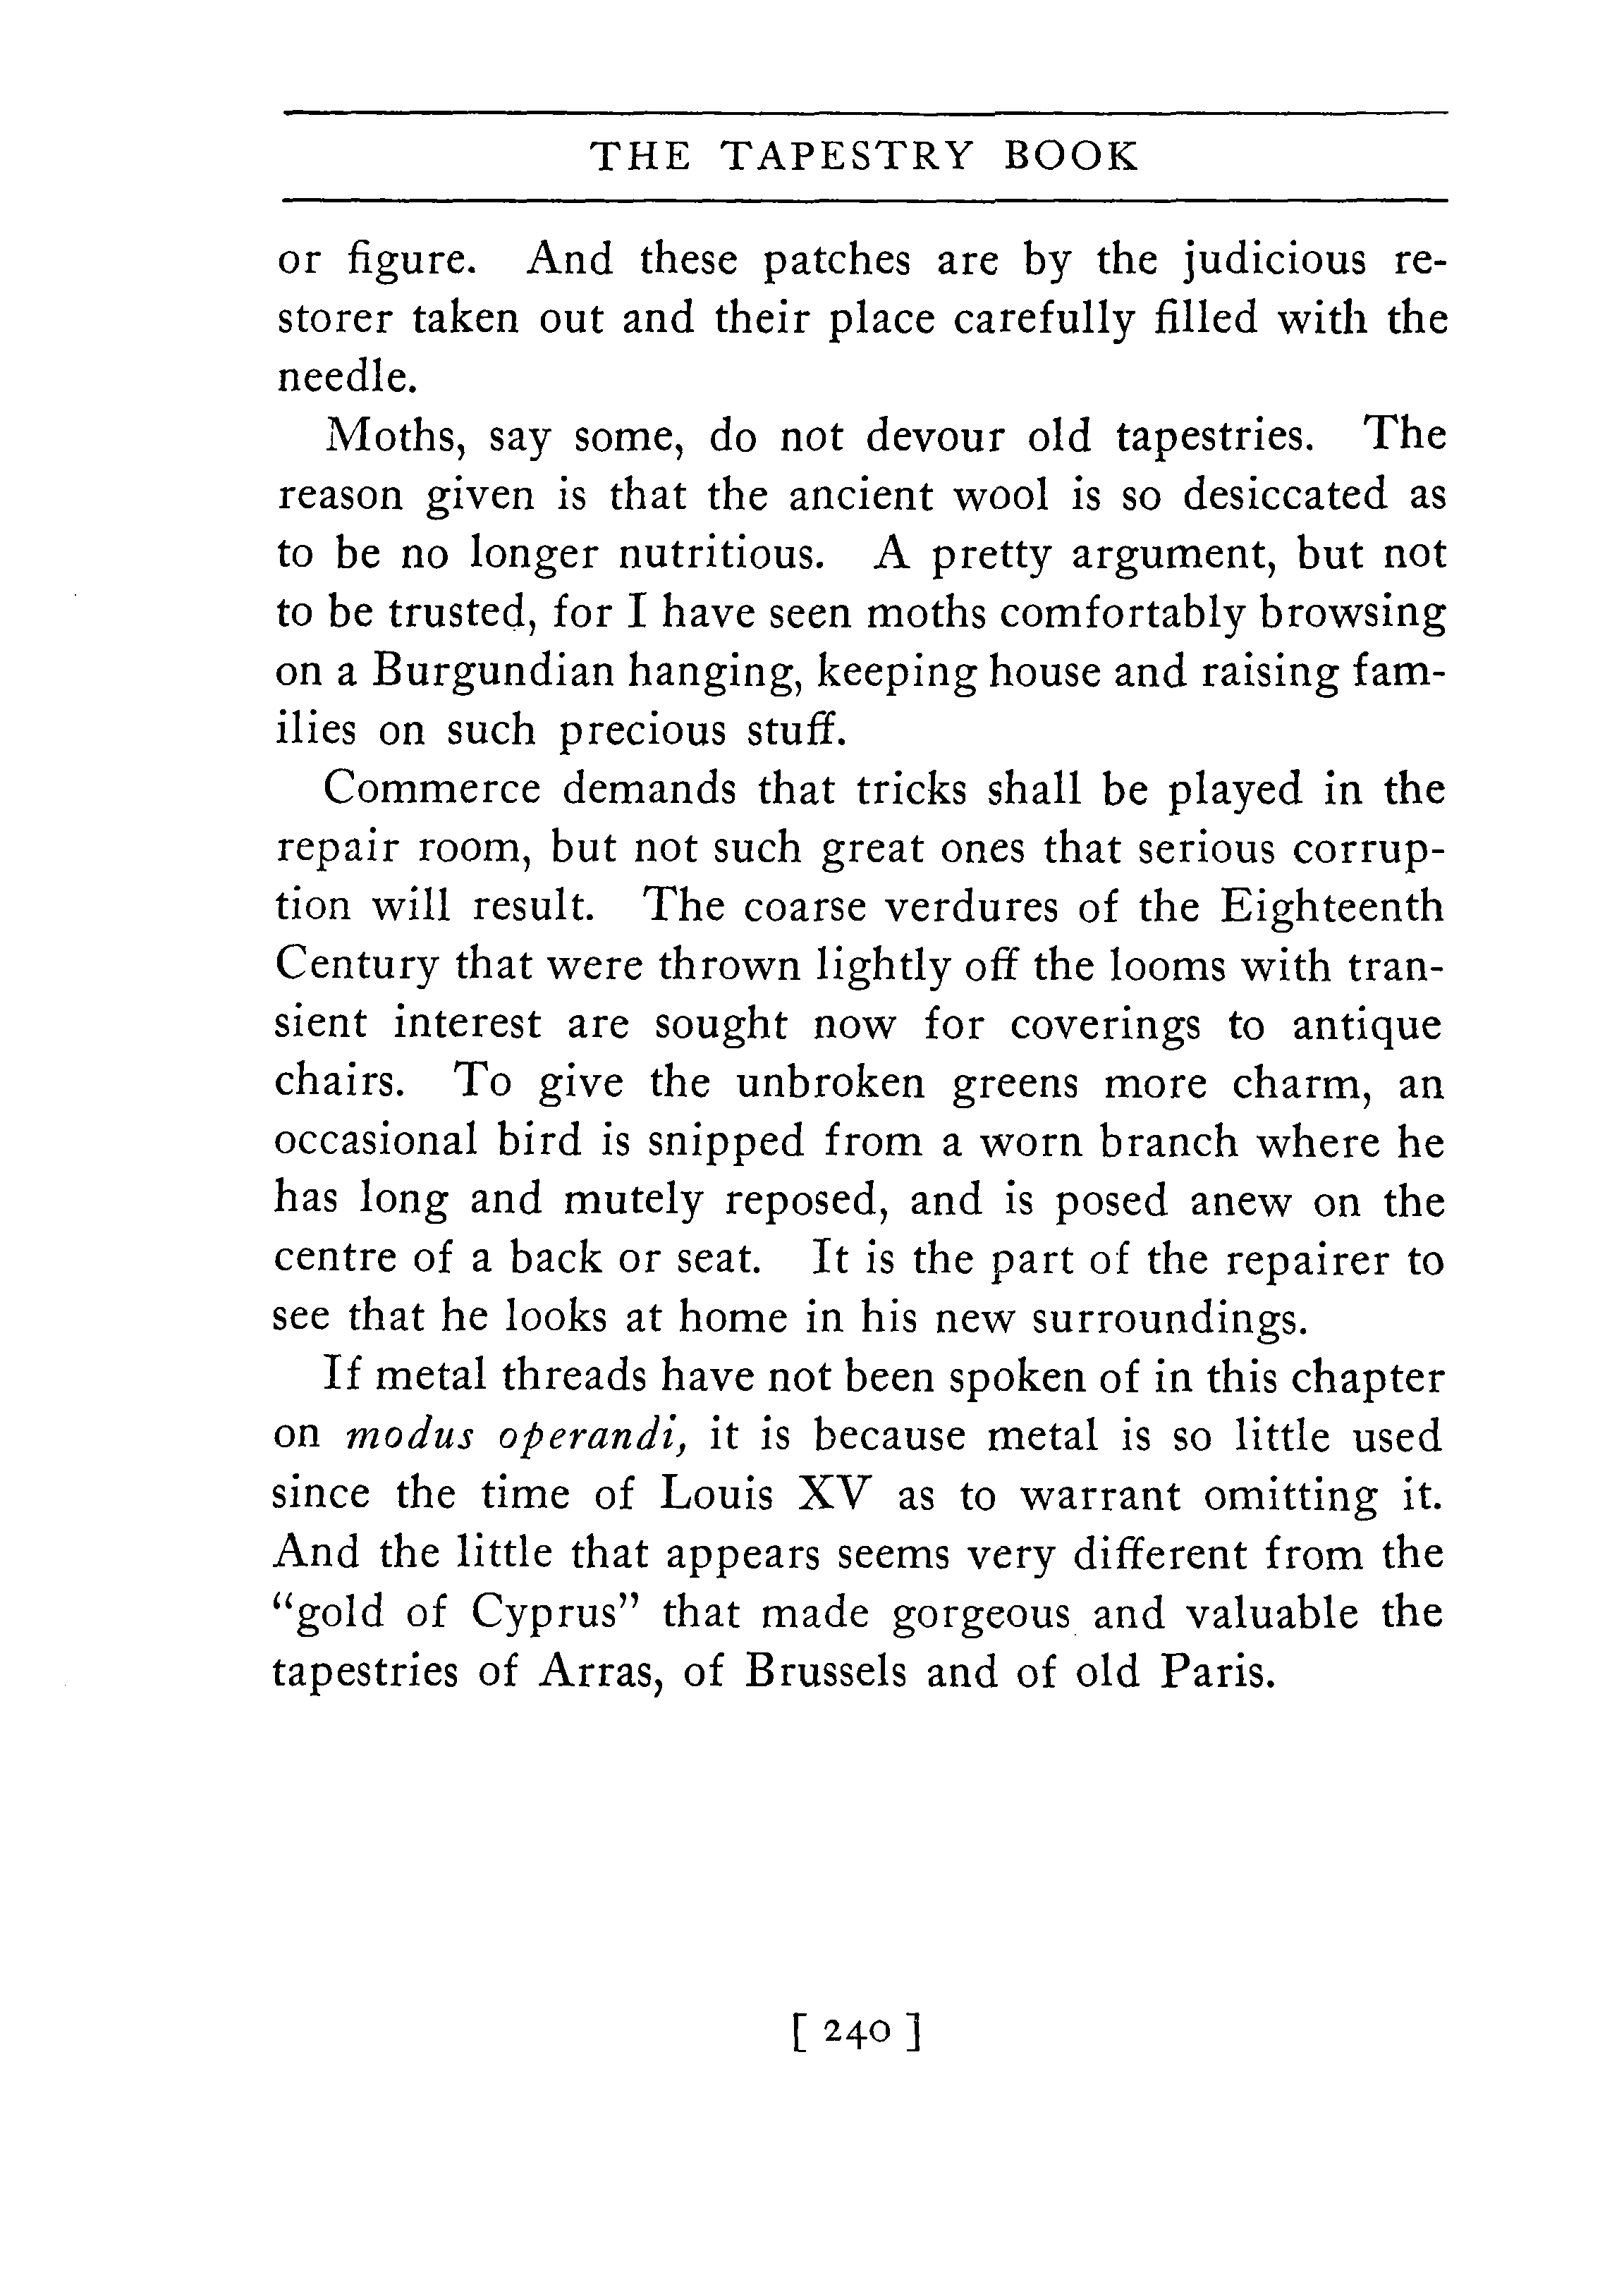 THE TAPESTRY BOOK
or figure. And these patches are by the judicious re-
storer taken out and their place carefully filled with the
needle.
Moths, say some, do not devour old tapestries. The
reason given is that the ancient wool is so desiccated as
to be no longer nutritious. A pretty argument, but not
to be trusted, for I have seen moths comfortably browsing
on a Burgundian hanging, keeping house and raising fam-
ilies on such precious stuff.
Commerce demands that tricks shall be played in the
repair room, but not such great ones that serious corrup-
tion will result. The coarse verdures of the Eighteenth
Century that were thrown lightly off the looms with tran-
sient interest are sought now for coverings to antique
chairs. To give the unbroken greens more charm, an
occasional bird is snipped from a worn branch where he
has long and mutely reposed, and is posed anew on the
centre of a back or seat. It is the part of the repairer to
see that he looks at home in his new surroundings.
If metal threads have not been spoken of in this chapter
on modus operandi, it is because metal is so little used
since the time of Louis XV as to warrant omitting it.
And the little that appears seems very different from the
“gold of Cyprus” that made gorgeous and valuable the
tapestries of Arras, of Brussels and of old Paris.
[ 240 ]